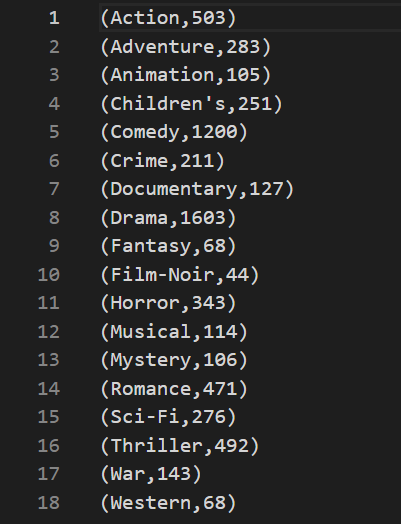 1 (Action,503)
2 (Adventure,283)
3 (Animation,105)
4 (Children's,251)
5 (Comedy,1200)
6 (Crime,211)
7 (Documentary,127)
8 (Drama,1603)
9 (Fantasy,68)
10 (Film-Noir,44)
11 (Horror,343)
12 (Musical,114)
13 (Mystery,106)
14 (Romance,471)
15 (Sci-Fi,276)
16 (Thriller,492)
17 (War,143)
18 (Western,68)